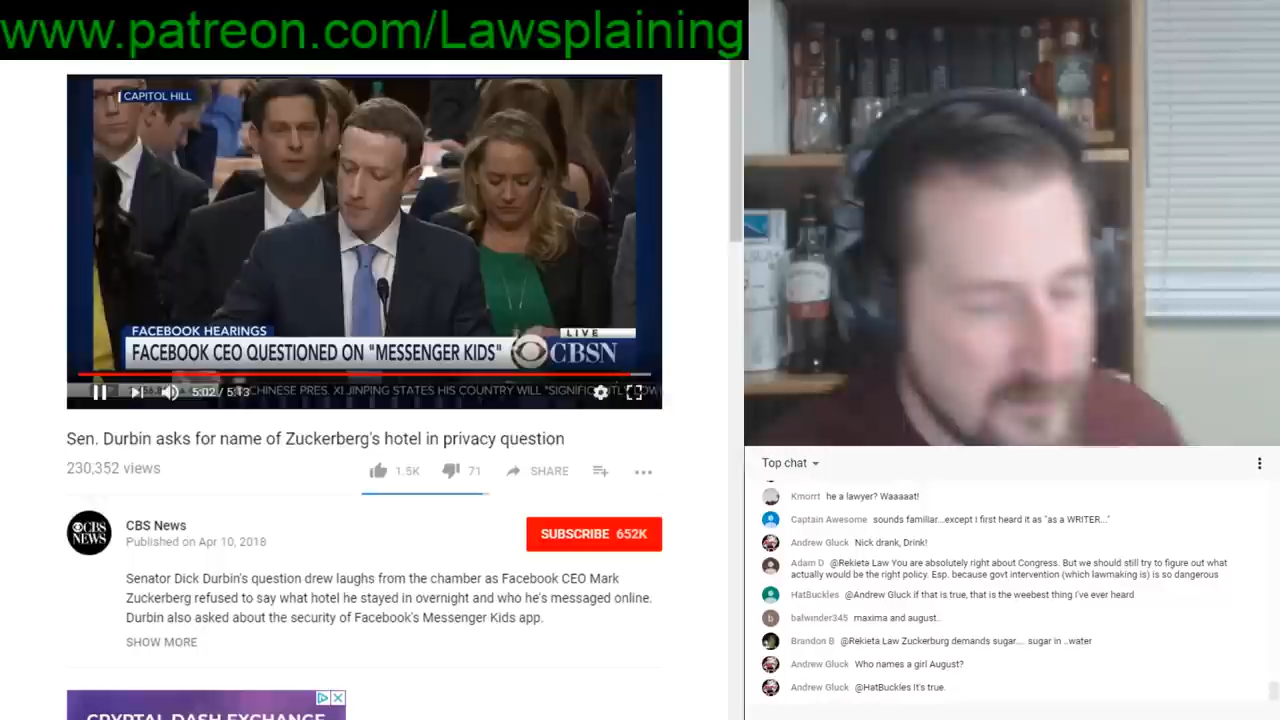 www.patreon.com/Lawsplaining
CAPITOL HILL
FACEBOOK HEARINGS
LIVE
FACEBOOK CEO QUESTIONED ON "MESSENGER KIDS"
CBSN
5:02 / 5:13
CHINESE PRES. XI JINPING STATES HIS COUNTRY WILL
Sen. Durbin asks for name of Zuckerberg's hotel in privacy question
230,352 views
1.5K
71
SHARE
CBS NEWS
CBS News
Published on Apr 10, 2018
SUBSCRIBE 652K
Senator Dick Durbin's question drew laughs from the chamber as Facebook CEO Mark
Zuckerberg refused to say what hotel he stayed in overnight and who he's messaged online.
Durbin also asked about the security of Facebook's Messenger Kids app.
SHOW MORE
CRYPTAL DASH EXCHANGE
Top chat
Kmorrt he a lawyer? Waaaat!
Captain Awesome sounds familiar...except I first heard it as "as a WRITER..."
Andrew Gluck Nick drank, Drink!
Adam D @Rekieta Law You are absolutely right about Congress. But we should still try to figure out what
actually would be the right policy. Esp. because govt intervention (which lawmaking is) is so dangerous
HatBuckles @Andrew Gluck if that is true, that is the weebest thing I've ever heard
balwinder345 maxima and august..
Brandon B @Rekieta Law Zuckerburg demands sugar.... sugar in ..water
Andrew Gluck Who names a girl August?
Andrew Gluck @HatBuckles It's true.